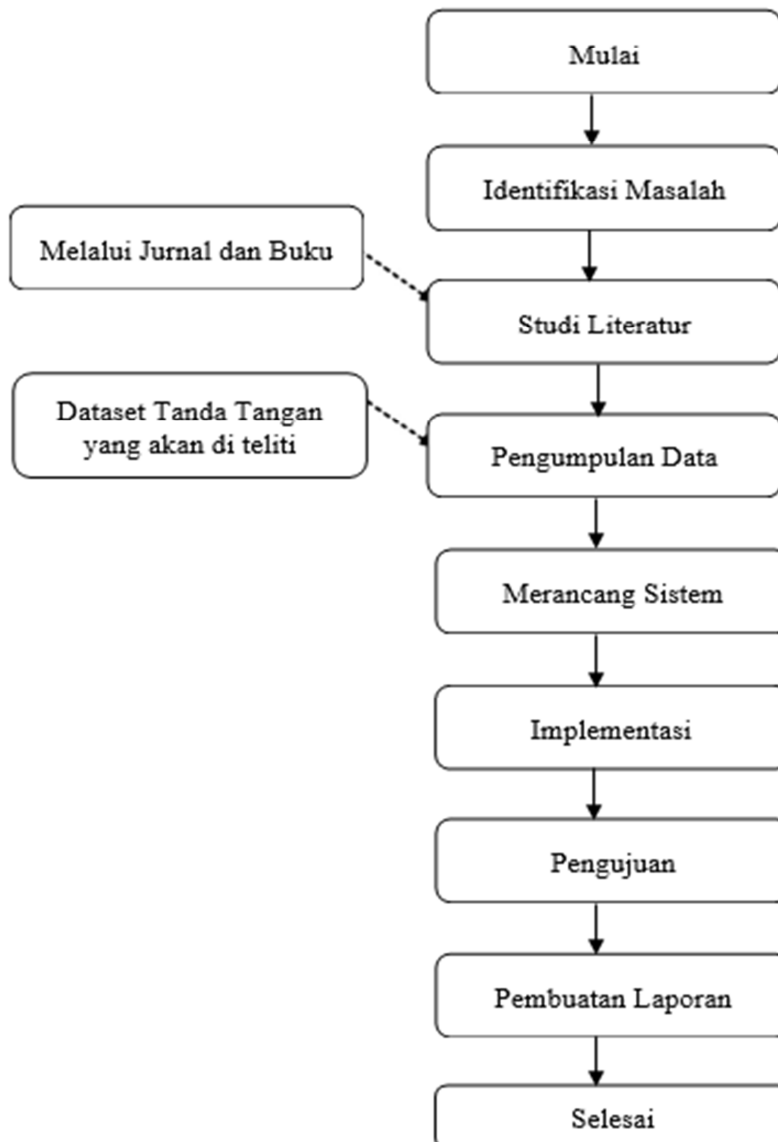 Mulai
Identifikasi Masalah
Melalui Jurnal dan Buku
Studi Literatur
Dataset Tanda Tangan
yang akan di teliti
Pengumpulan Data
Merancang Sistem
Implementasi
Pengujuan
Pembuatan Laporan
Selesai